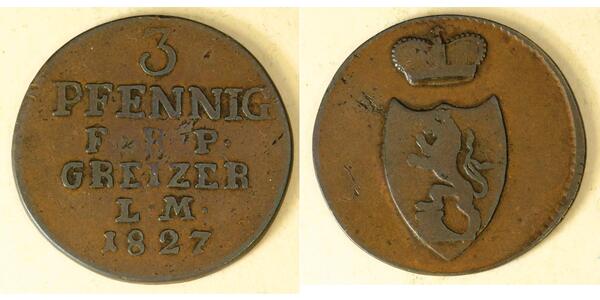 3
PFENNIG
F · R · P ·
GREIZER
L · M ·
1827